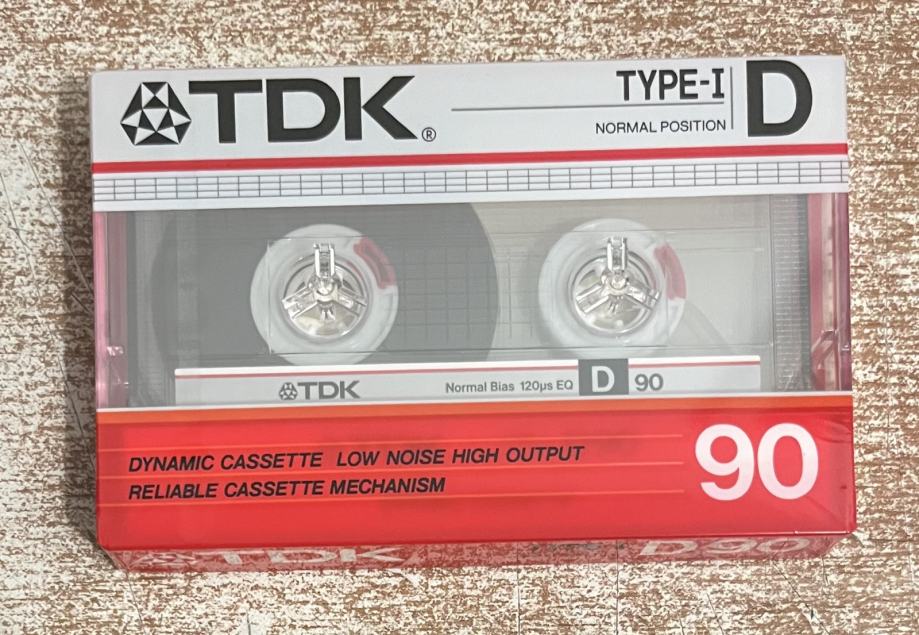 TDK®
TYPE-I
NORMAL POSITION
D
TDK
Normal Bias 120μs EQ
D 90
DYNAMIC CASSETTE LOW NOISE HIGH OUTPUT
RELIABLE CASSETTE MECHANISM
90
TDK
D 90